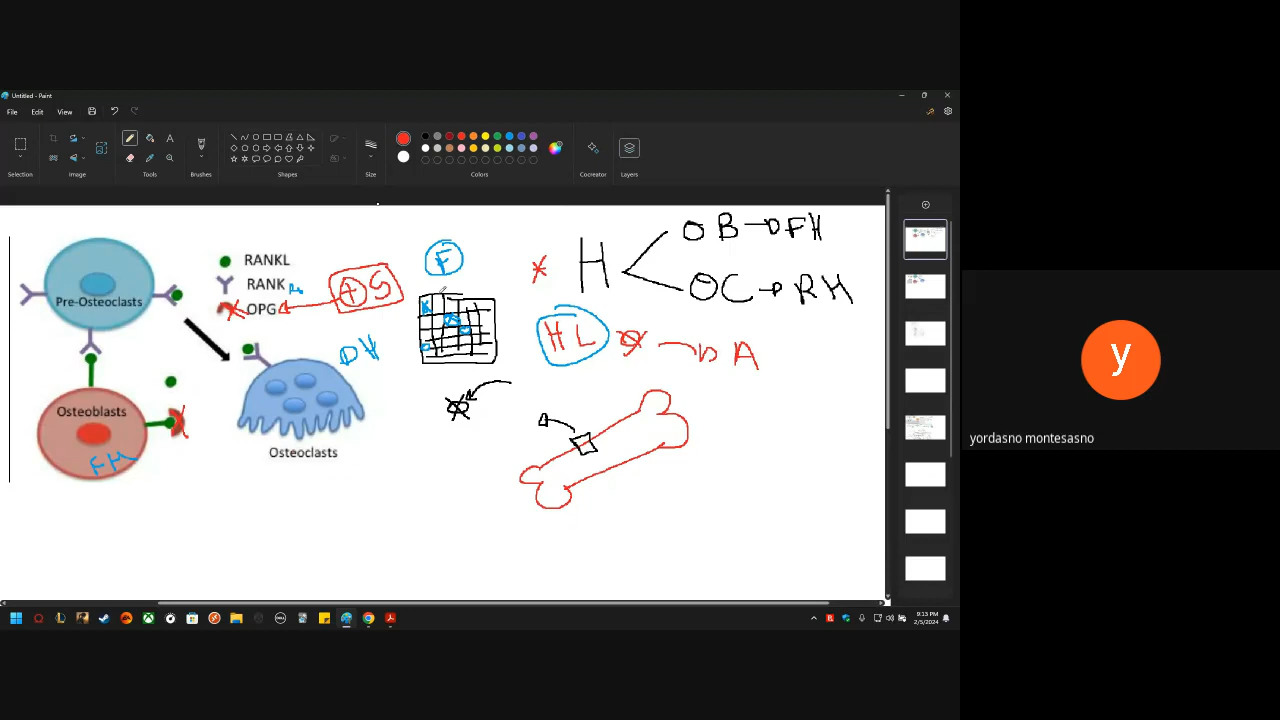 Untitled - Paint
File Edit View
Selection
Image
Tools
Brushes
Shapes
Size
Colors
Cocreator
Layers
RANKL
RANK
OPG
Pre-Osteoclasts
Osteoblasts
FH
Osteoclasts
+ S
F
H
OB → FH
OC → RH
HL
A
y
yordasno montesasno
9:13 PM
2/5/2024